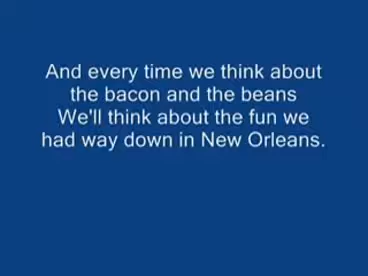 And every time we think about
the bacon and the beans
We'll think about the fun we
had way down in New Orleans.